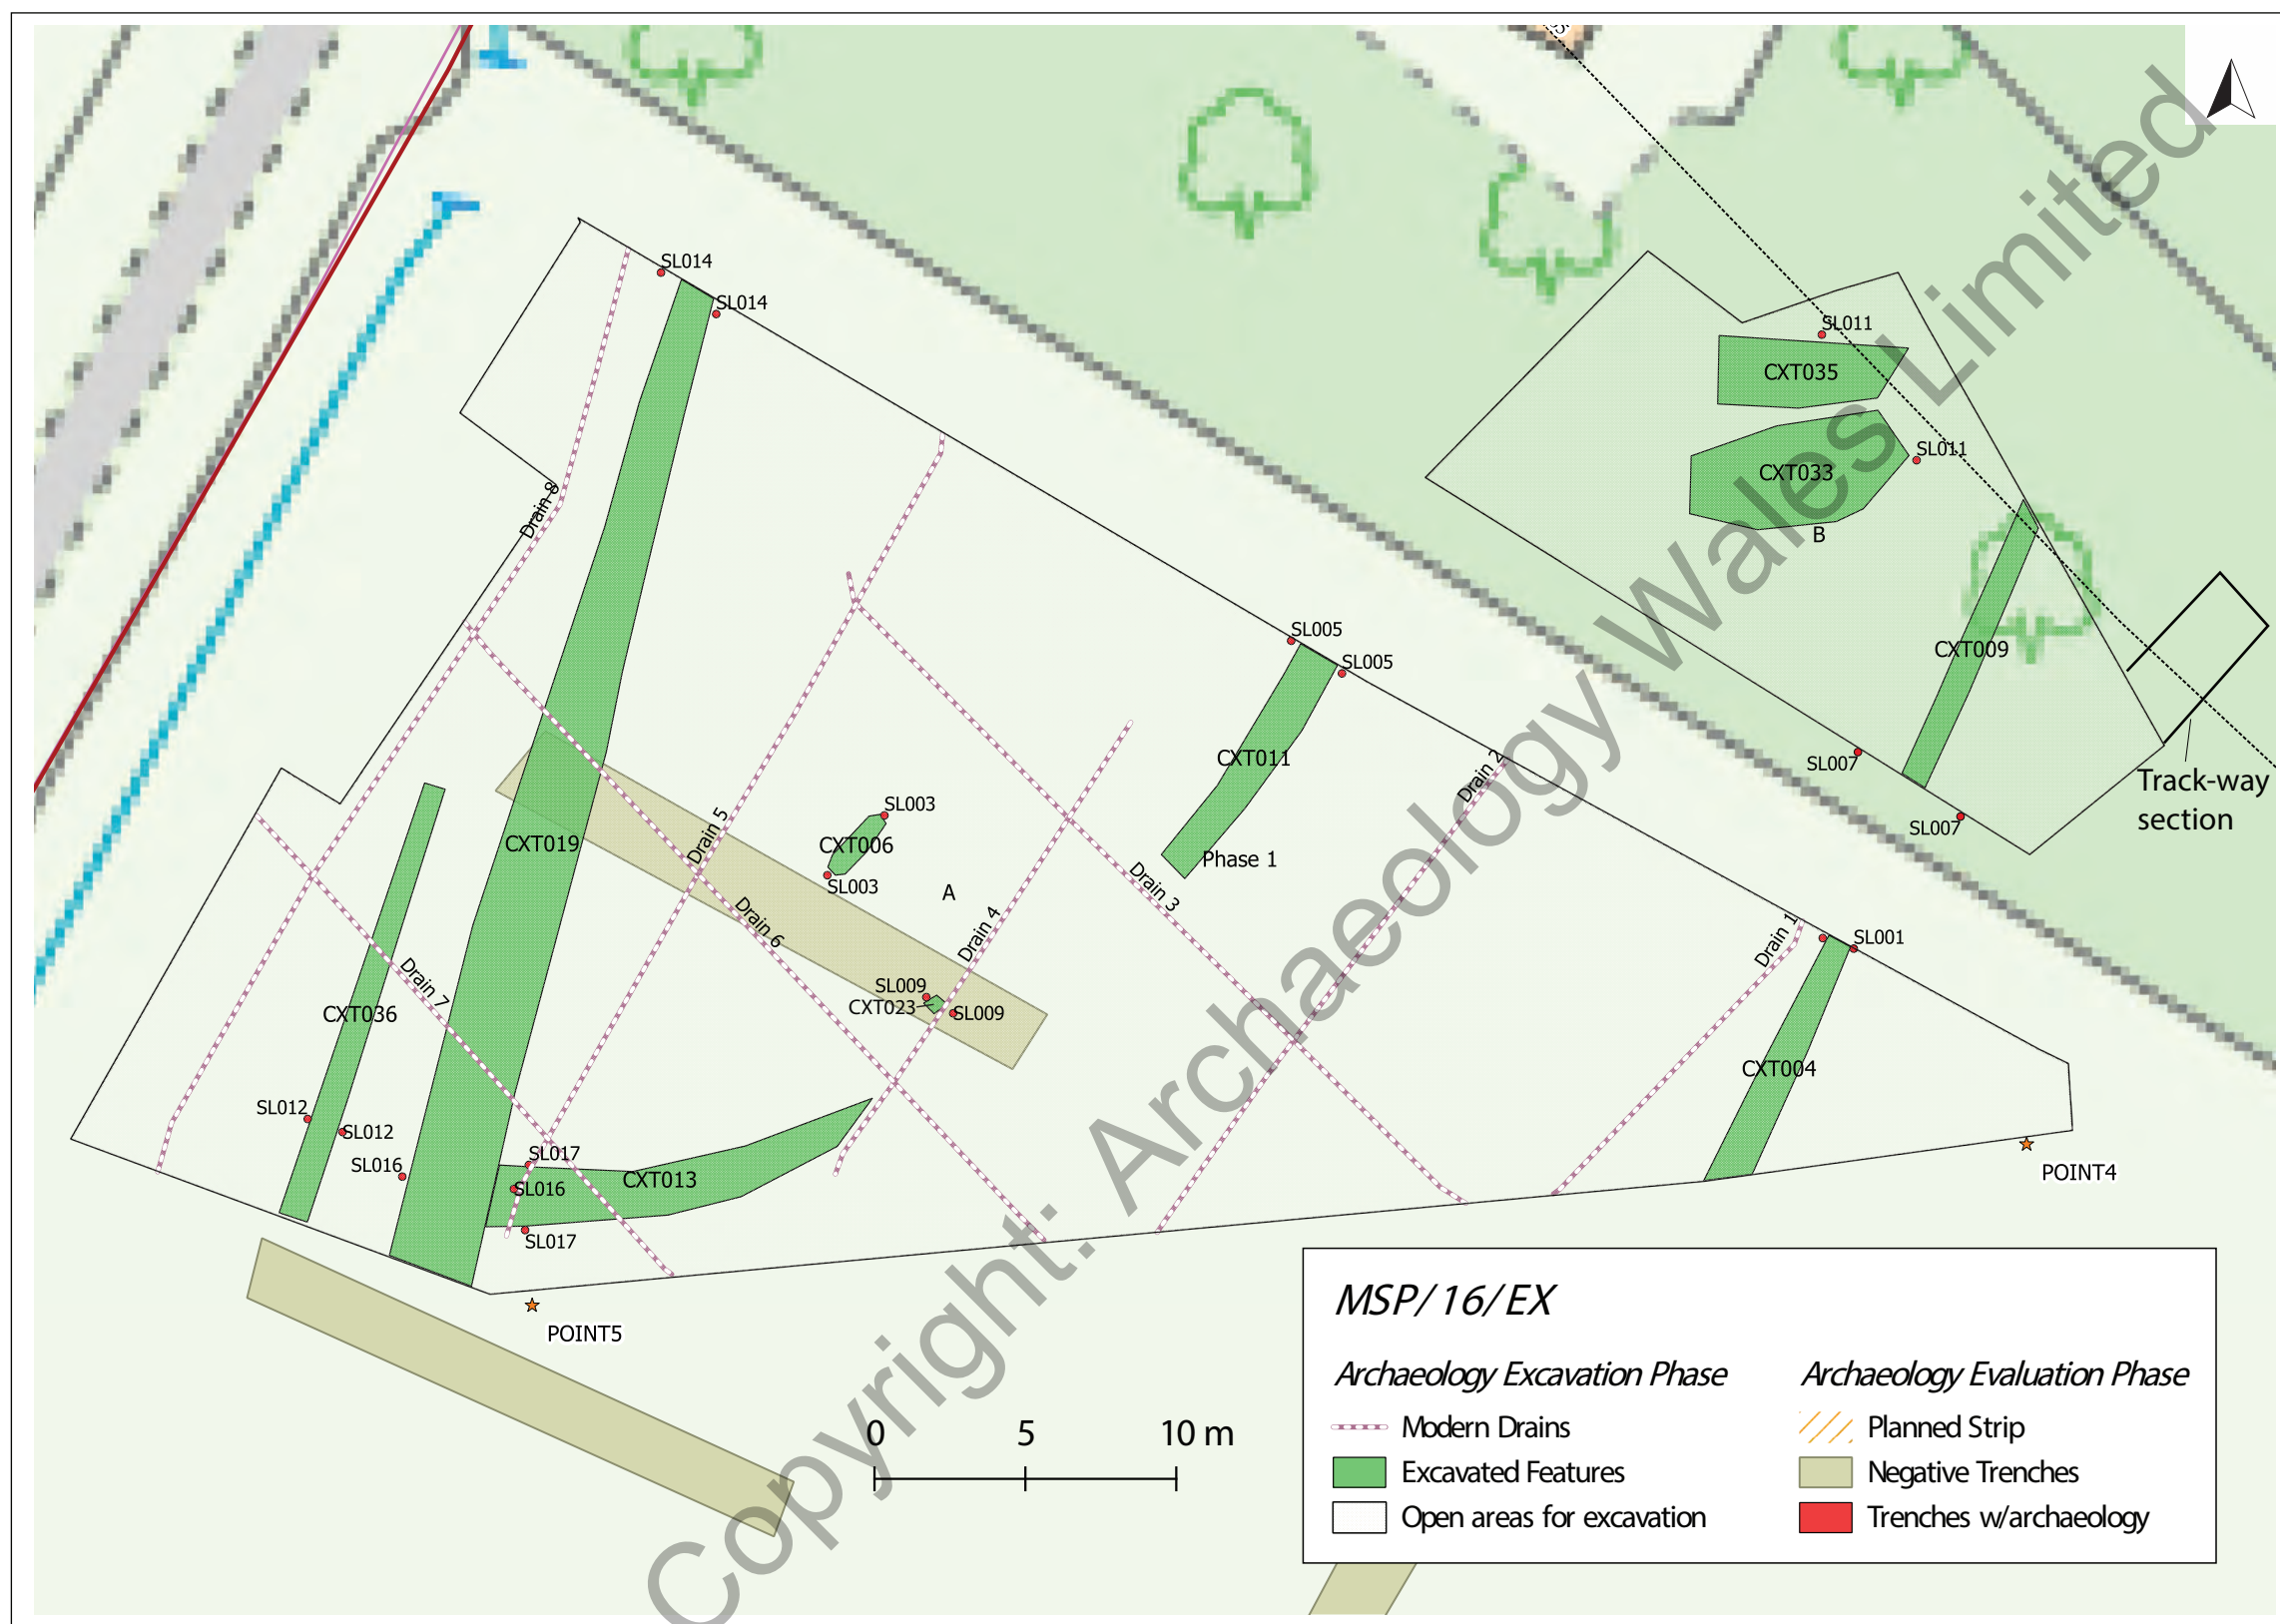 SL014
SL014
SL011
CXT035
SL011
CXT033
B
Drain 8
SL005
SL005
CXT009
CXT011
Drain 2
SL007
SL007
Track-way
section
SL003
CXT006
SL003
Drain 5
CXT019
Phase 1
A
Drain 3
Drain 6
Drain 4
Drain 1
SL001
SL009
CXT023
SL009
Drain 7
CXT036
CXT004
SL012
SL012
SL017
SL016
SL016
CXT013
SL017
POINT4
POINT5
0 5 10 m
MSP/16/EX
Archaeology Excavation Phase
Modern Drains
Excavated Features
Open areas for excavation
Archaeology Evaluation Phase
Planned Strip
Negative Trenches
Trenches w/archaeology
Copyright: Archaeology Wales Limited